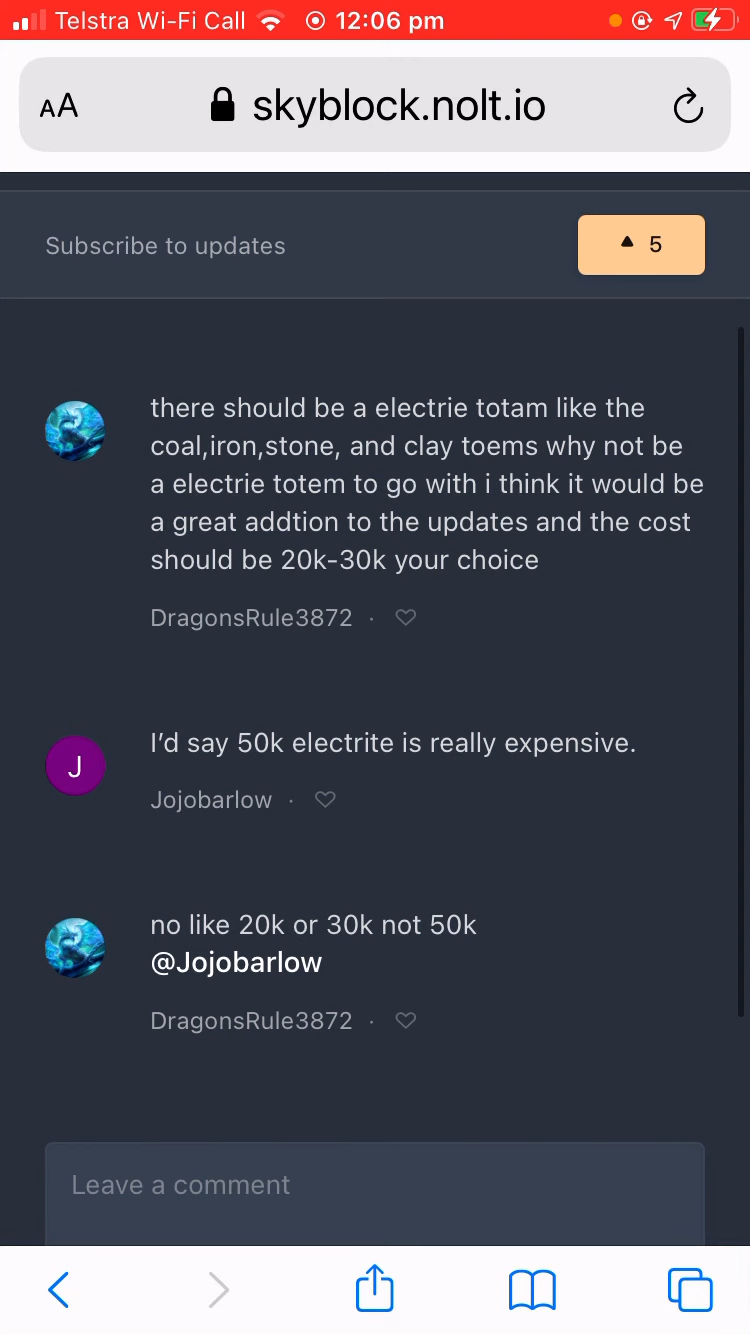 Telstra Wi-Fi Call 12:06 pm
AA skyblock.nolt.io
Subscribe to updates 5
there should be a electrie totam like the
coal,iron,stone, and clay toems why not be
a electrie totem to go with i think it would be
a great addtion to the updates and the cost
should be 20k-30k your choice
DragonsRule3872 ·
I’d say 50k electrite is really expensive.
J
Jojobarlow ·
no like 20k or 30k not 50k
@Jojobarlow
DragonsRule3872 ·
Leave a comment